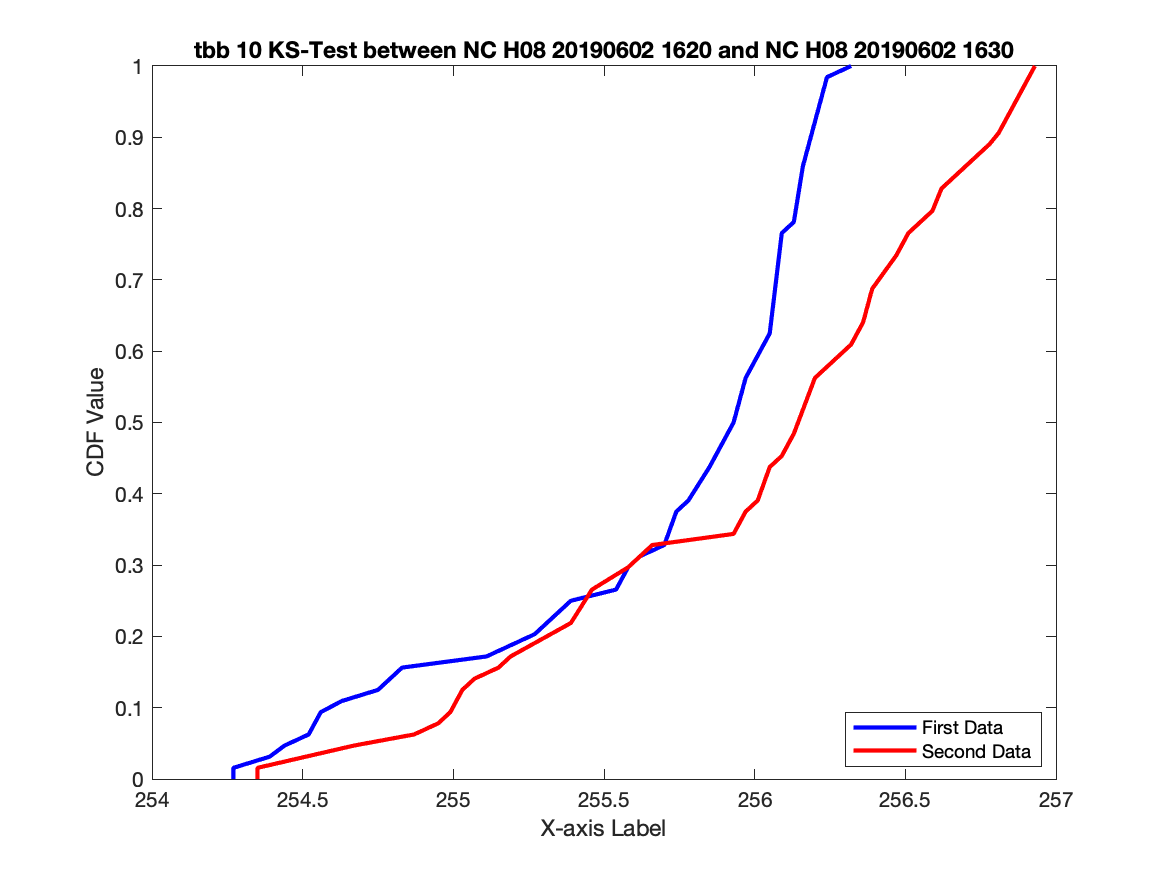 tbb 10 KS-Test between NC H08 20190602 1620 and NC H08 20190602 1630
1
0.9
0.8
0.7
0.6
0.5
0.4
0.3
0.2
0.1
0
CDF Value
First Data
Second Data
254 254.5 255 255.5 256 256.5 257
X-axis Label